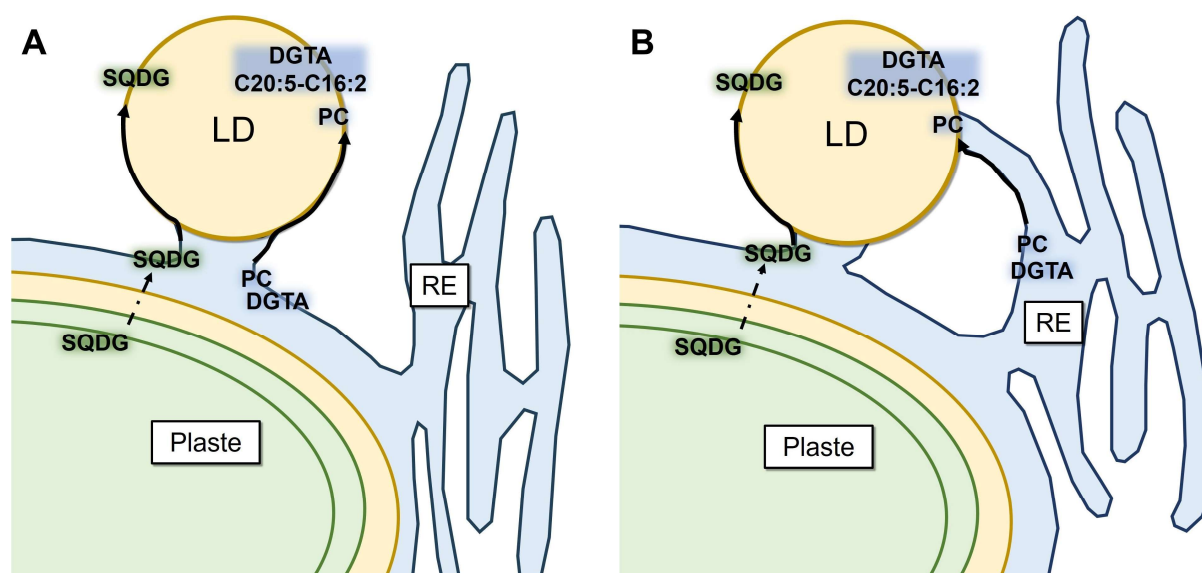 A
SQDG
DGTA
C20:5-C16:2
PC
LD
SQDG
PC
DGTA
RE
SQDG
Plaste
B
SQDG
DGTA
C20:5-C16:2
PC
LD
SQDG
PC
DGTA
RE
SQDG
Plaste